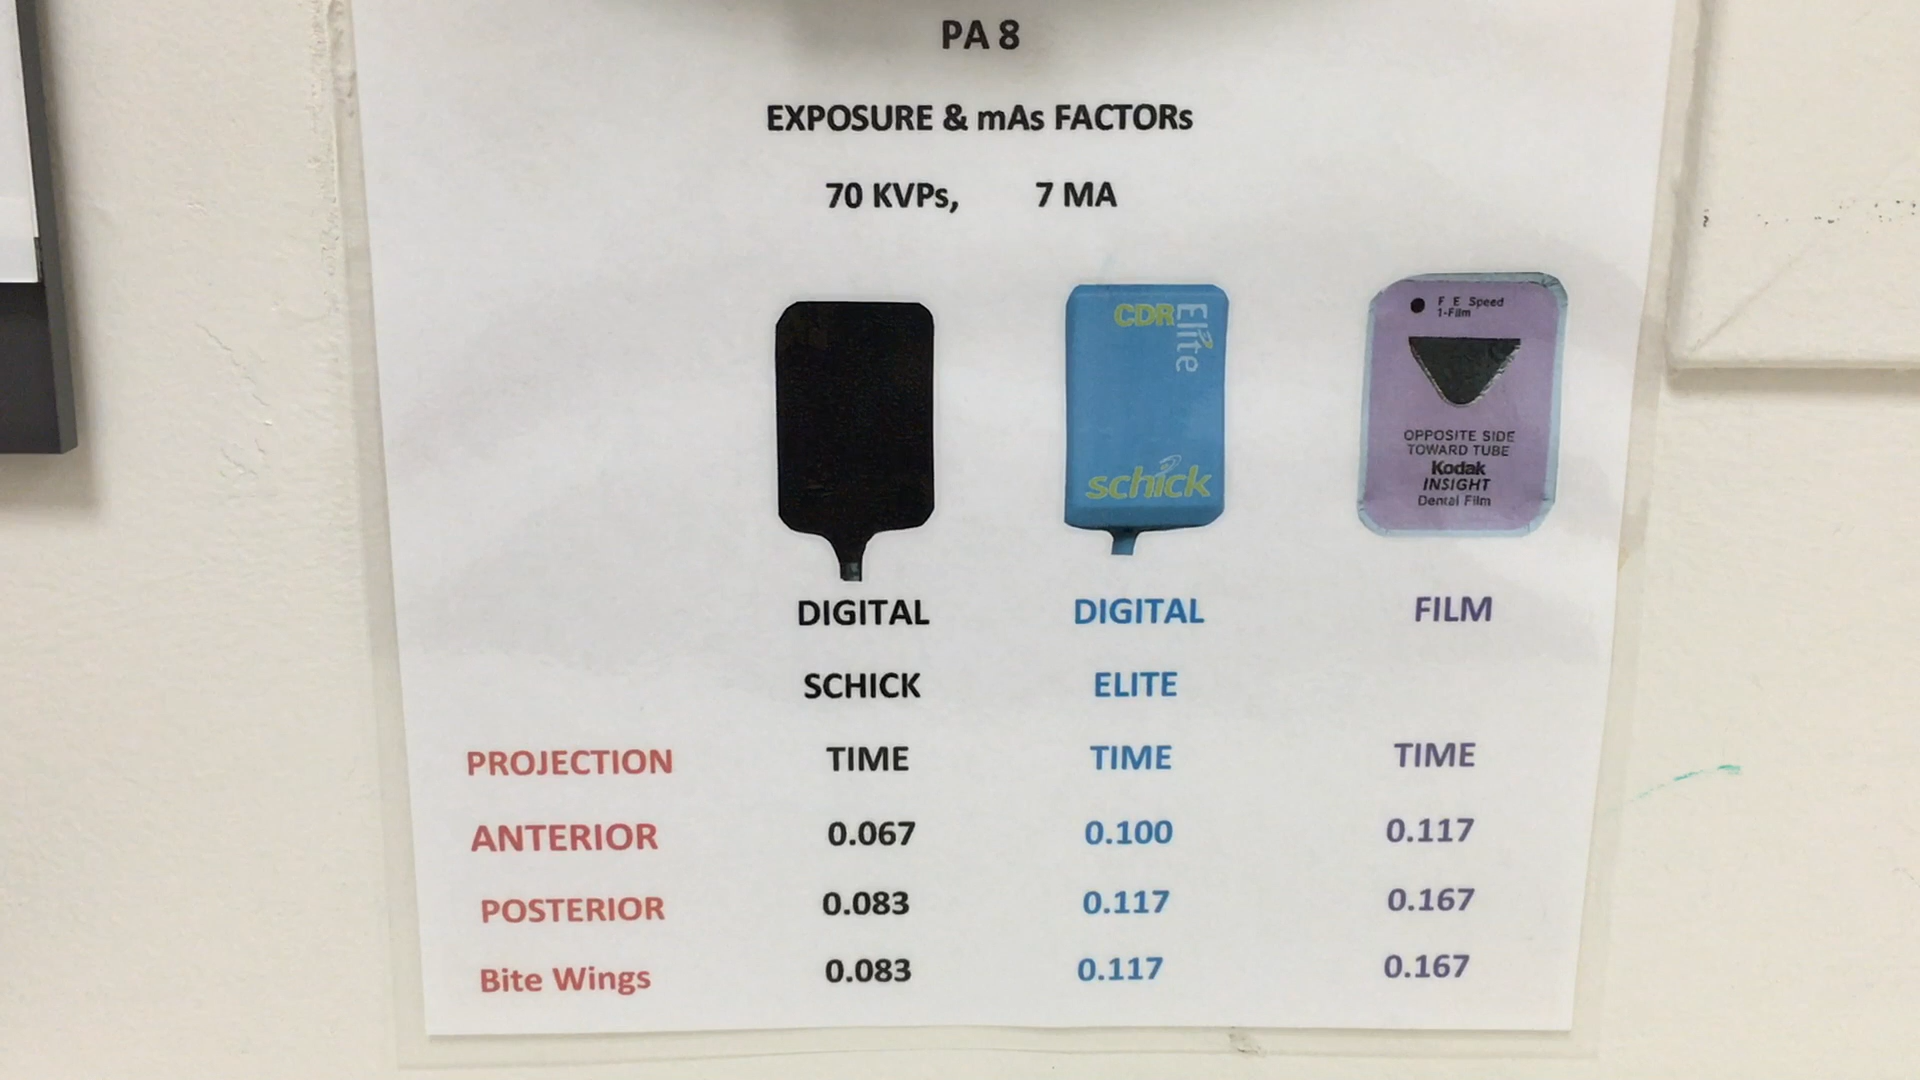 PA 8
EXPOSURE & mAs FACTORs
70 KVPs, 7 MA
CDR Elite
schick
F E Speed
1-Film
OPPOSITE SIDE
TOWARD TUBE
Kodak
INSIGHT
Dental Film
DIGITAL DIGITAL FILM
SCHICK ELITE
PROJECTION TIME TIME TIME
ANTERIOR 0.067 0.100 0.117
POSTERIOR 0.083 0.117 0.167
Bite Wings 0.083 0.117 0.167